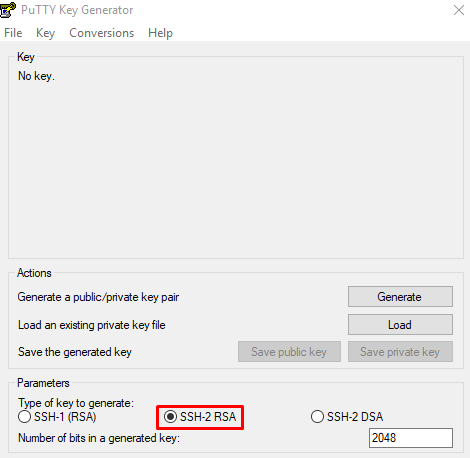 PuTTY Key Generator
File Key Conversions Help
Key
No key.
Actions
Generate a public/private key pair Generate
Load an existing private key file Load
Save the generated key Save public key Save private key
Parameters
Type of key to generate:
SSH-1 (RSA) SSH-2 RSA SSH-2 DSA
Number of bits in a generated key: 2048